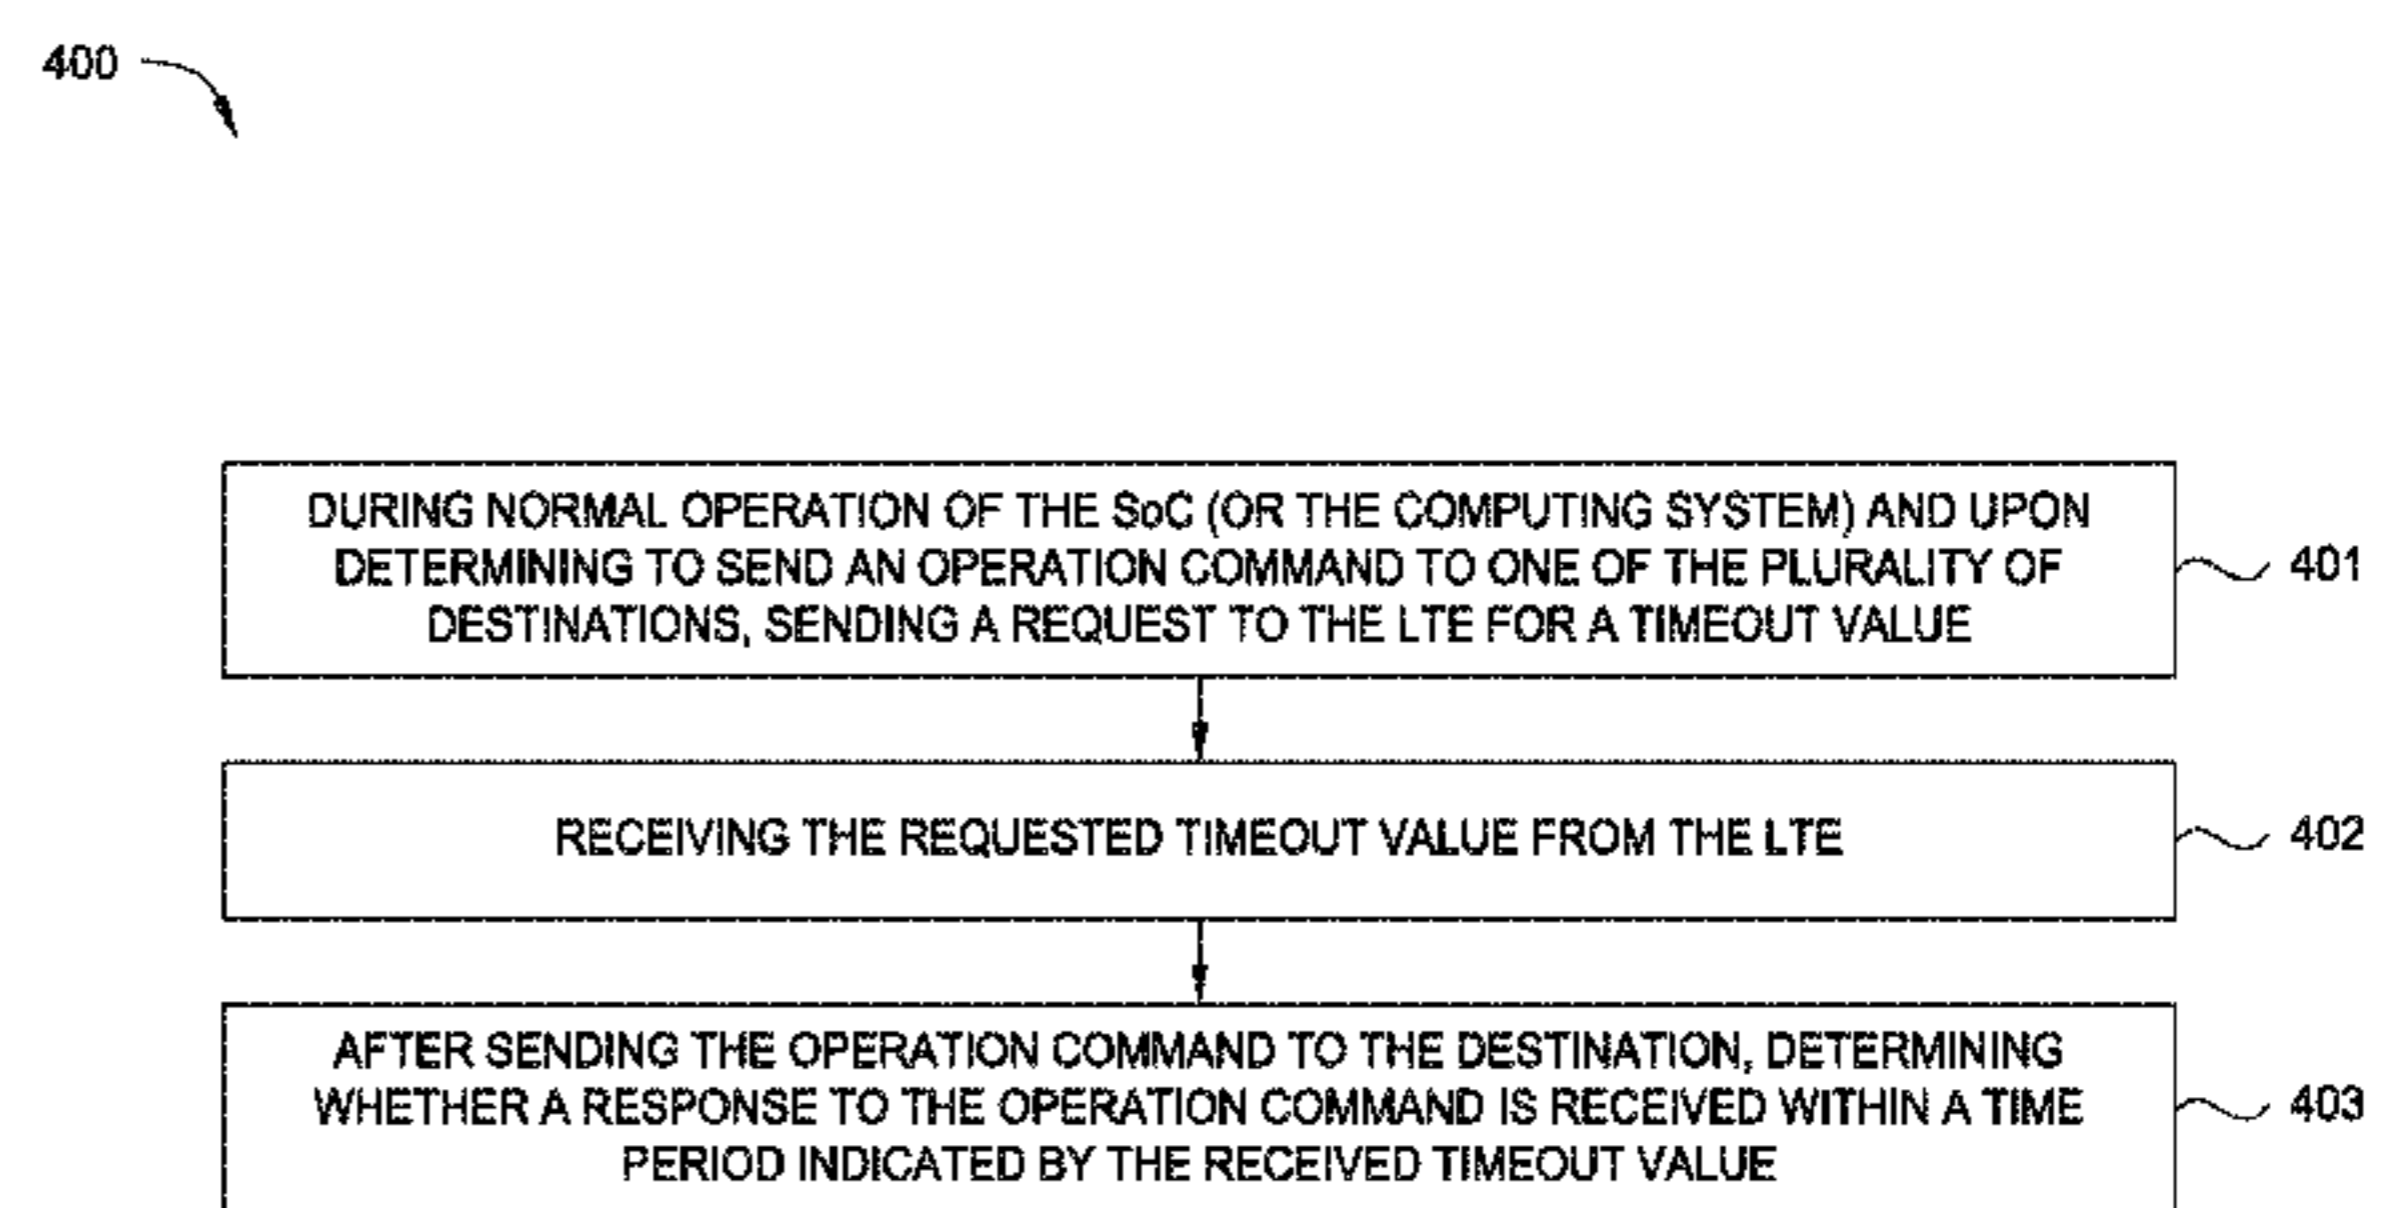 400
DURING NORMAL OPERATION OF THE SoC (OR THE COMPUTING SYSTEM) AND UPON
DETERMINING TO SEND AN OPERATION COMMAND TO ONE OF THE PLURALITY OF
DESTINATIONS, SENDING A REQUEST TO THE LTE FOR A TIMEOUT VALUE
401
RECEIVING THE REQUESTED TIMEOUT VALUE FROM THE LTE
402
AFTER SENDING THE OPERATION COMMAND TO THE DESTINATION, DETERMINING
WHETHER A RESPONSE TO THE OPERATION COMMAND IS RECEIVED WITHIN A TIME
PERIOD INDICATED BY THE RECEIVED TIMEOUT VALUE
403